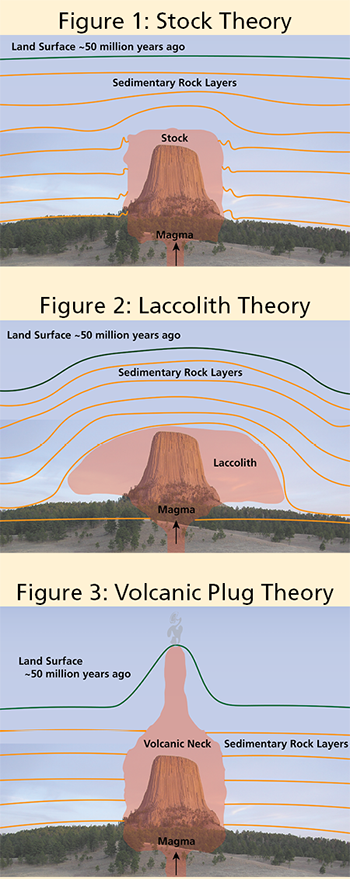 Figure 1: Stock Theory
Land Surface ~50 million years ago
Sedimentary Rock Layers
Stock
Magma
Figure 2: Laccolith Theory
Land Surface ~50 million years ago
Sedimentary Rock Layers
Laccolith
Magma
Figure 3: Volcanic Plug Theory
Land Surface
~50 million years ago
Volcanic Neck
Sedimentary Rock Layers
Magma